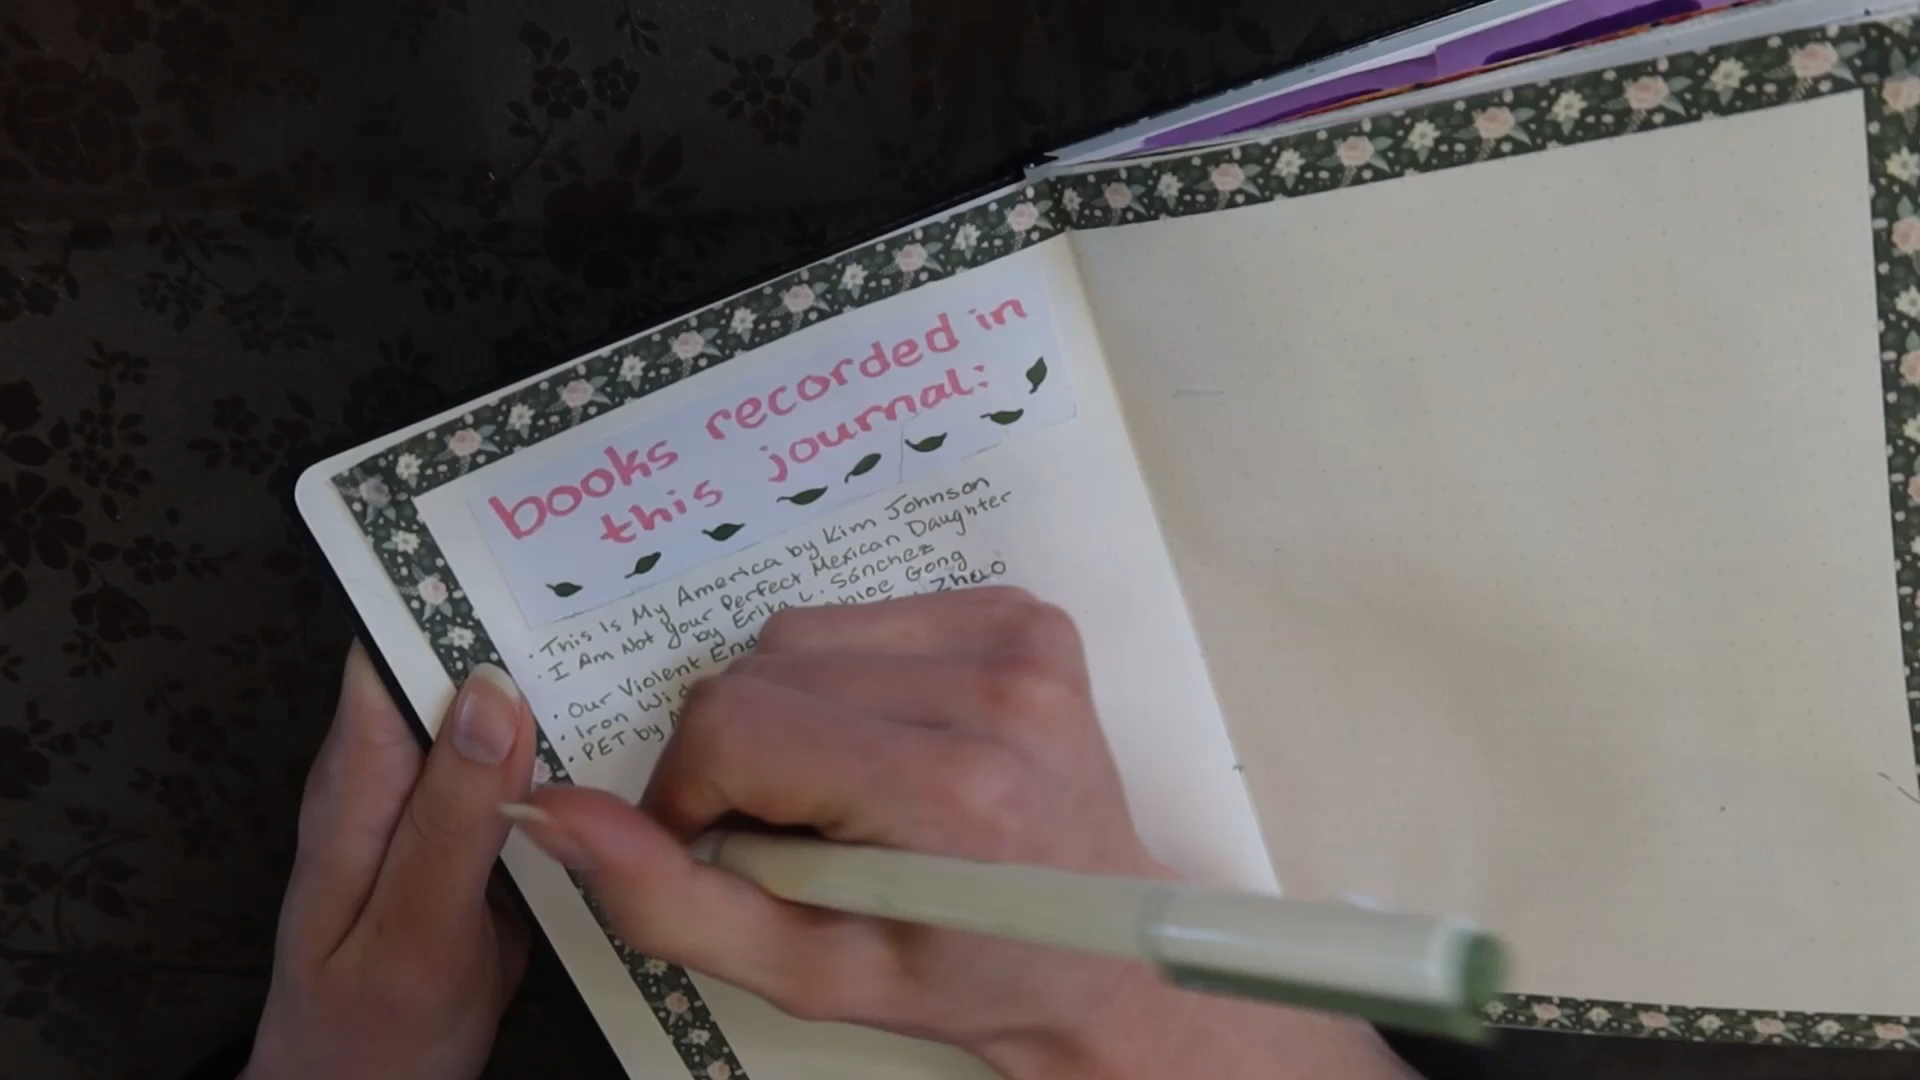 books recorded in
this journal:
· This Is My America by Kim Johnson
· I Am Not Your Perfect Mexican Daughter
by Erika L. Sánchez
· Our Violent End hloe Gong
· Iron Wid Zhao
· PET by A